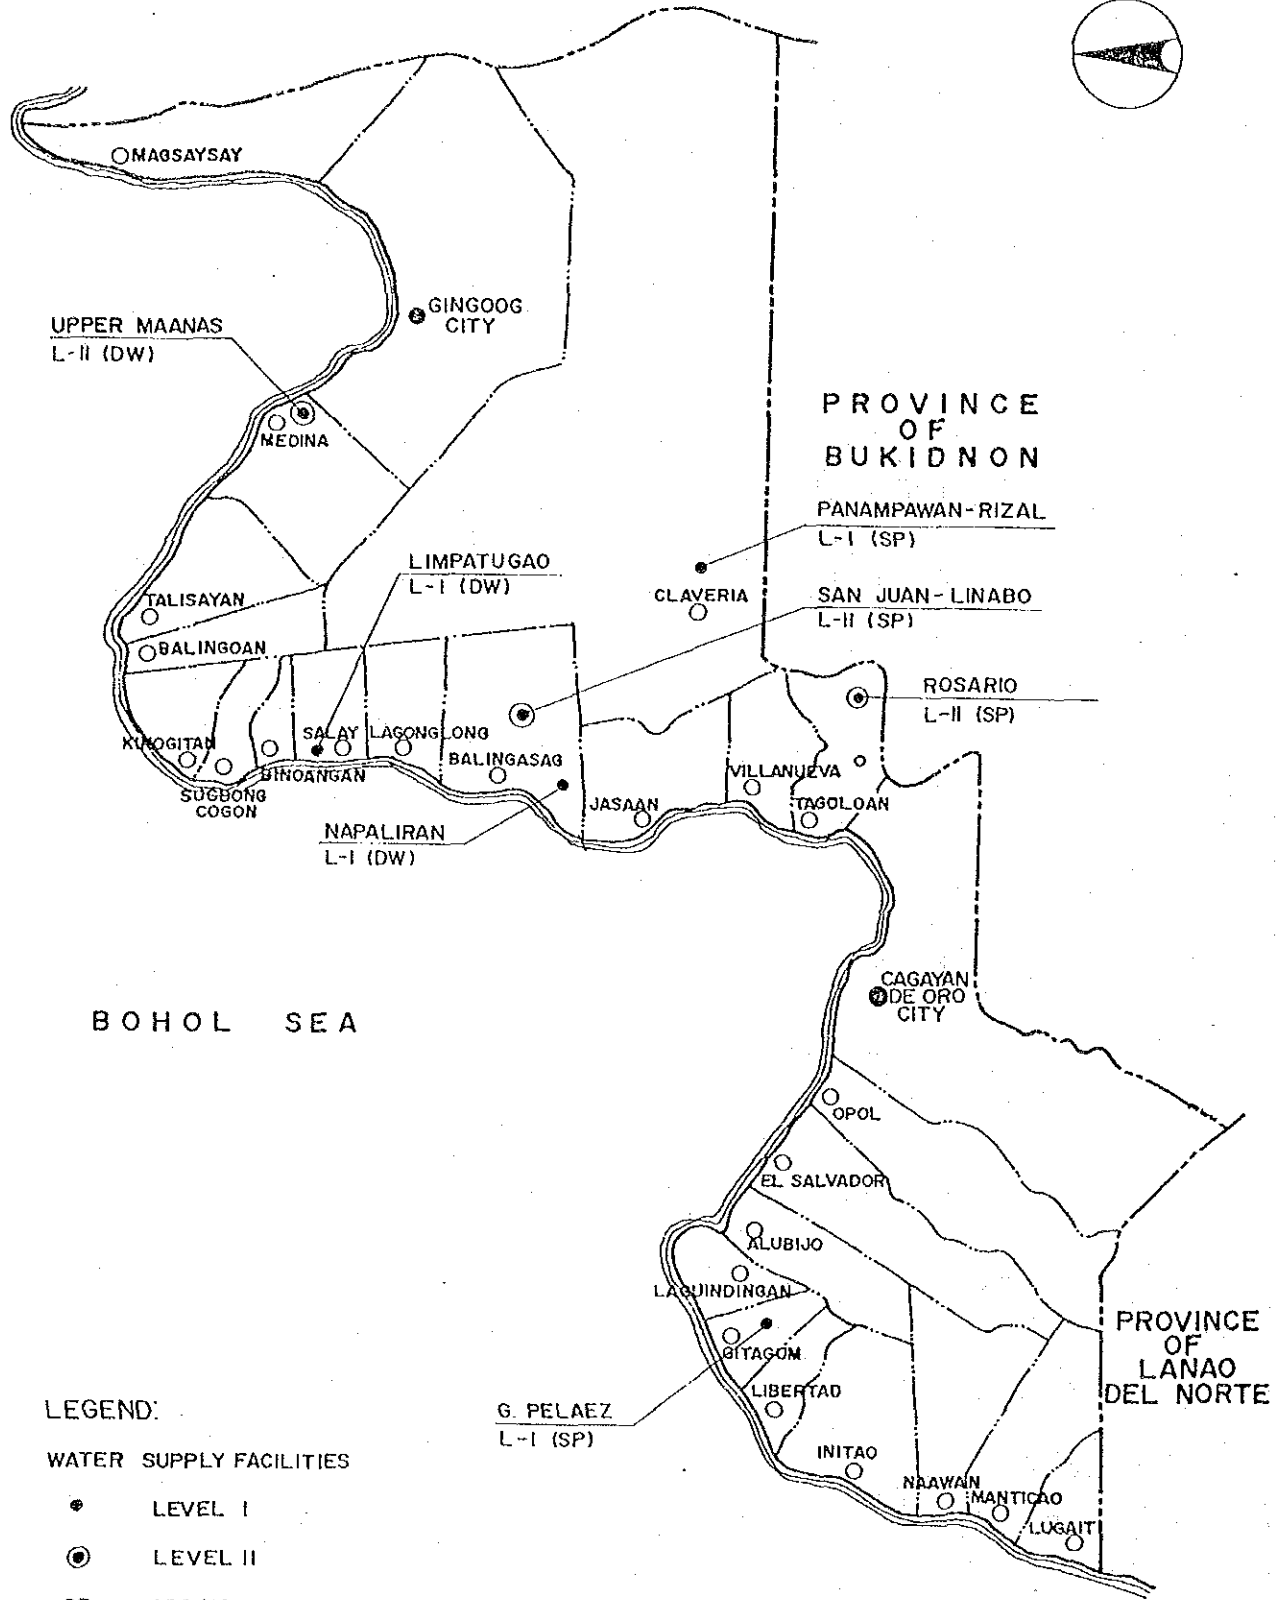 MAGSAYSAY
GINGOOG
CITY
UPPER MAANAS
L-II (DW)
MEDINA
PROVINCE
OF
BUKIDNON
PANAMPAWAN-RIZAL
L-I (SP)
LIMPATUGAO
L-I (DW)
CLAVERIA
SAN JUAN-LINABO
L-II (SP)
TALISAYAN
BALINGOAN
ROSARIO
L-II (SP)
KINOGITAN
SALAY
LAGONGLONG
BINOANGAN
BALINGASAG
VILLANUEVA
SUGBONG
COGON
JASAAN
TAGOLOAN
NAPALIRAN
L-I (DW)
CAGAYAN
DE ORO
CITY
BOHOL SEA
OPOL
EL SALVADOR
ALUBIJO
LAGUINDINGAN
GITAGUM
PROVINCE
OF
LANAO
DEL NORTE
LIBERTAD
G. PELAEZ
L-I (SP)
INITAO
NAAWAN
MANTICAO
LUGAIT
LEGEND:
WATER SUPPLY FACILITIES
LEVEL I
LEVEL II